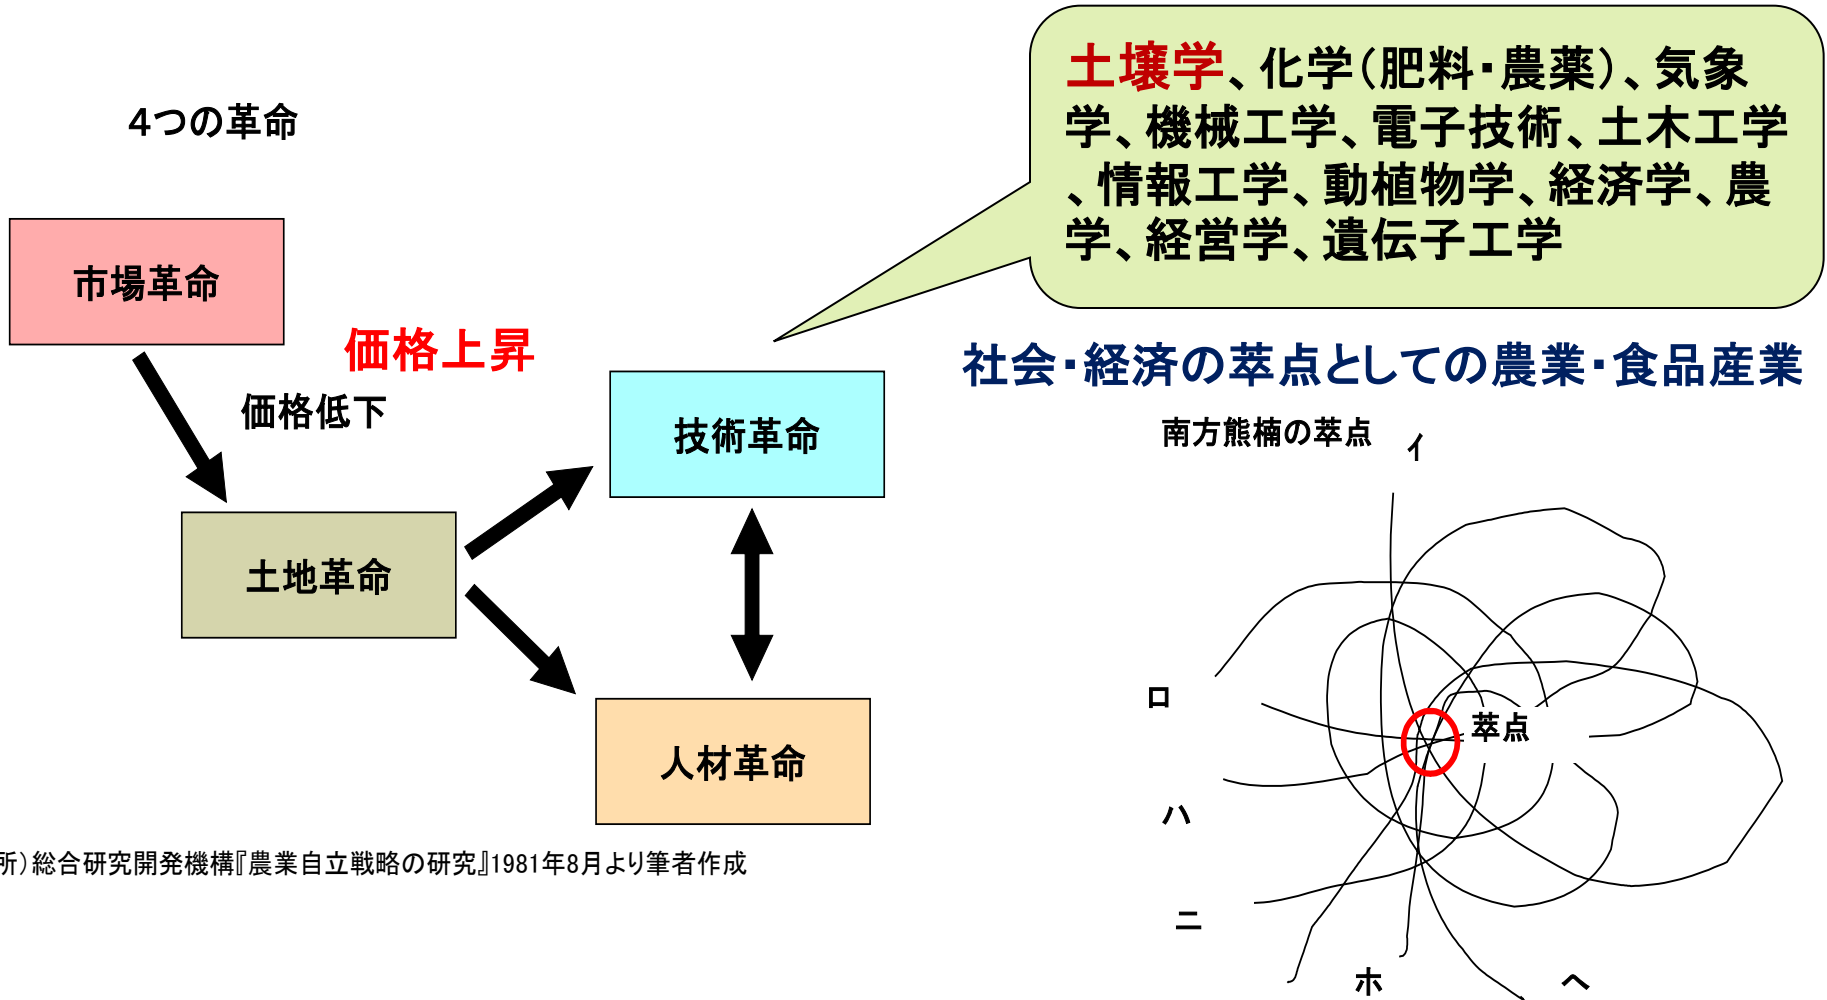 土壌学、化学（肥料・農薬）、気象
学、機械工学、電子技術、土木工学
、情報工学、動植物学、経済学、農
学、経営学、遺伝子工学
４つの革命
市場革命
価格上昇
価格低下
技術革命
土地革命
人材革命
所）総合研究開発機構『農業自立戦略の研究』1981年8月より筆者作成
社会・経済の萃点としての農業・食品産業
南方熊楠の萃点
イ
ロ
萃点
ハ
ニ
ホ
ヘ